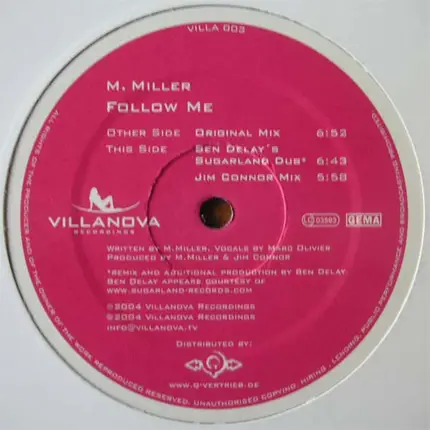 VILLA 003
M. MILLER
FOLLOW ME
OTHER SIDE ORIGINAL MIX 6:52
THIS SIDE BEN DELAY'S
SUGARLAND DUB* 6:43
JIM CONNOR MIX 5:58
VILLANOVA
RECORDINGS
LC 03503 GEMA
WRITTEN BY M.MILLER, VOCALS BY MARC OLIVIER
PRODUCED BY M.MILLER & JIM CONNOR
*REMIX AND ADDITIONAL PRODUCTION BY BEN DELAY.
BEN DELAY APPEARS COURTESY OF
WWW.SUGARLAND-RECORDS.COM
℗2004 VILLANOVA RECORDINGS
©2004 VILLANOVA RECORDINGS
INFO@VILLANOVA.TV
DISTRIBUTED BY:
Q
WWW.Q-VERTRIEB.DE
ALL RIGHTS OF THE PRODUCER AND OF THE OWNER OF THE WORK REPRODUCED RESERVED. UNAUTHORISED COPYING, HIRING, LENDING, PUBLIC PERFORMANCE AND BROADCASTING PROHIBITED